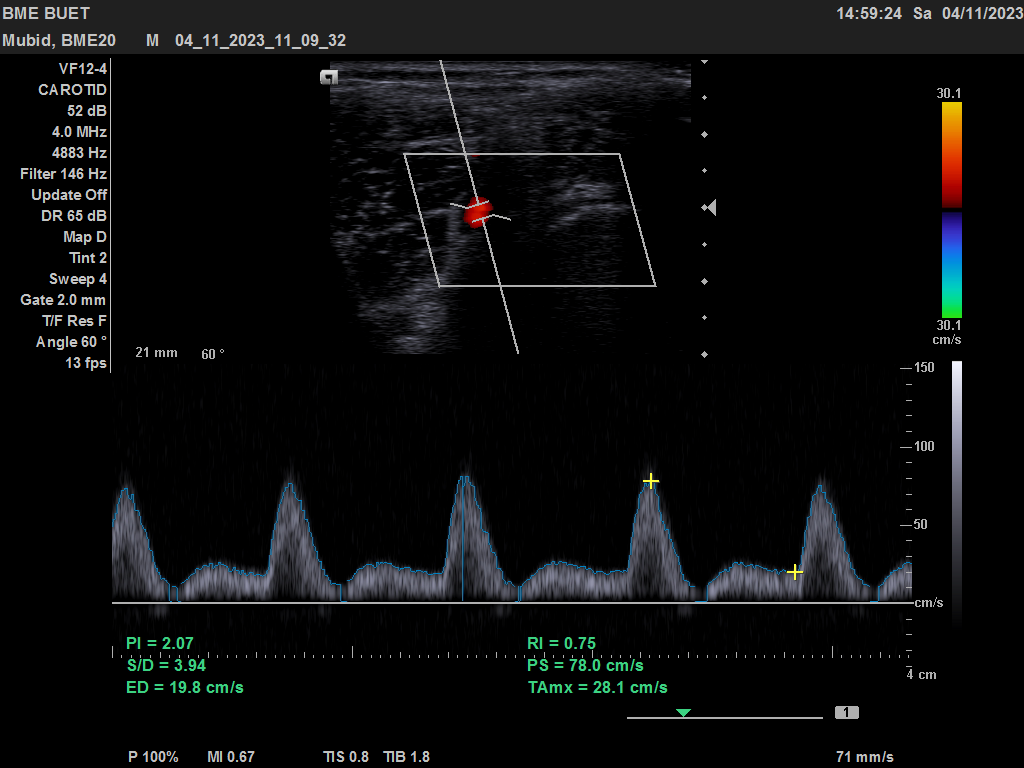 BME BUET
14:59:24 Sa 04/11/2023
Mubid, BME20 M 04_11_2023_11_09_32
VF12-4
CAROTID
52 dB
4.0 MHz
4883 Hz
Filter 146 Hz
Update Off
DR 65 dB
Map D
Tint 2
Sweep 4
Gate 2.0 mm
T/F Res F
Angle 60 °
13 fps
21 mm 60 °
30.1
30.1
cm/s
150
100
50
cm/s
PI = 2.07
S/D = 3.94
ED = 19.8 cm/s
RI = 0.75
PS = 78.0 cm/s
TAmx = 28.1 cm/s
4 cm
1
P 100% MI 0.67 TIS 0.8 TIB 1.8 71 mm/s